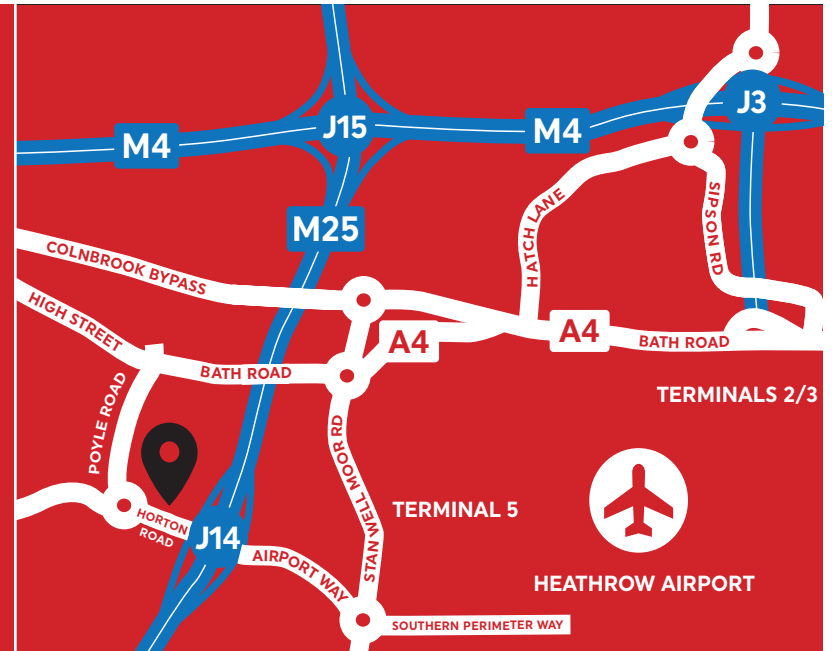 J3
J15
M4
M4
SIPSON RD
HATCH LANE
M25
COLNBROOK BYPASS
HIGH STREET
A4
A4
BATH ROAD
BATH ROAD
POYLE ROAD
TERMINALS 2/3
STANWELL MOOR RD
TERMINAL 5
HORTON
ROAD
J14
AIRPORT WAY
HEATHROW AIRPORT
SOUTHERN PERIMETER WAY